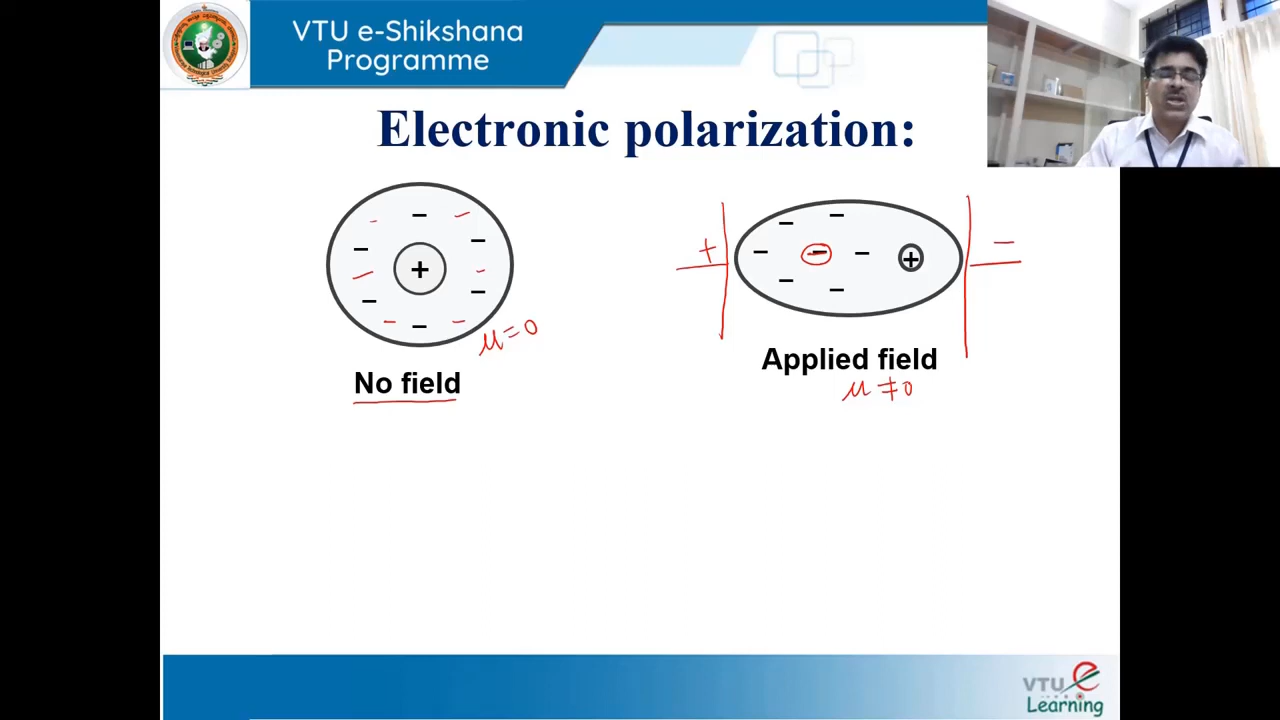 VTU e-Shikshana
Programme
Electronic polarization:
− −
− −
− + −
− −
− −
− − −
μ = 0
No field
+ − − −
− ⊖ − +
− −
Applied field
μ ≠ 0
VTU e
Learning